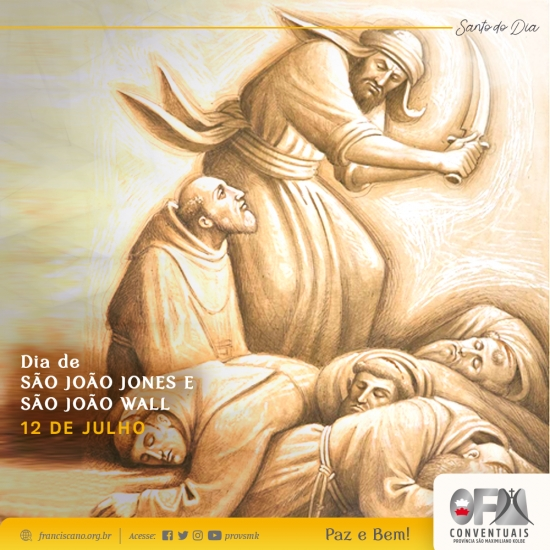 Santo do Dia
Dia de
SÃO JOÃO JONES E
SÃO JOÃO WALL
12 DE JULHO
franciscano.org.br
Acesse:
provsmk
Paz e Bem!
OFM
CONVENTUAIS
PROVÍNCIA SÃO MAXIMILIANO KOLBE